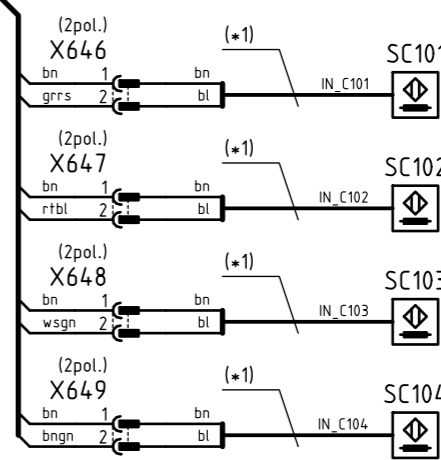 (2pol.)
X646
(*1)
SC101
bn 1 bn
IN_C101
grrs 2 bl
(2pol.)
X647
(*1)
SC102
bn 1 bn
IN_C102
rtbl 2 bl
(2pol.)
X648
(*1)
SC103
bn 1 bn
IN_C103
wsgn 2 bl
(2pol.)
X649
(*1)
SC104
bn 1 bn
IN_C104
bngn 2 bl